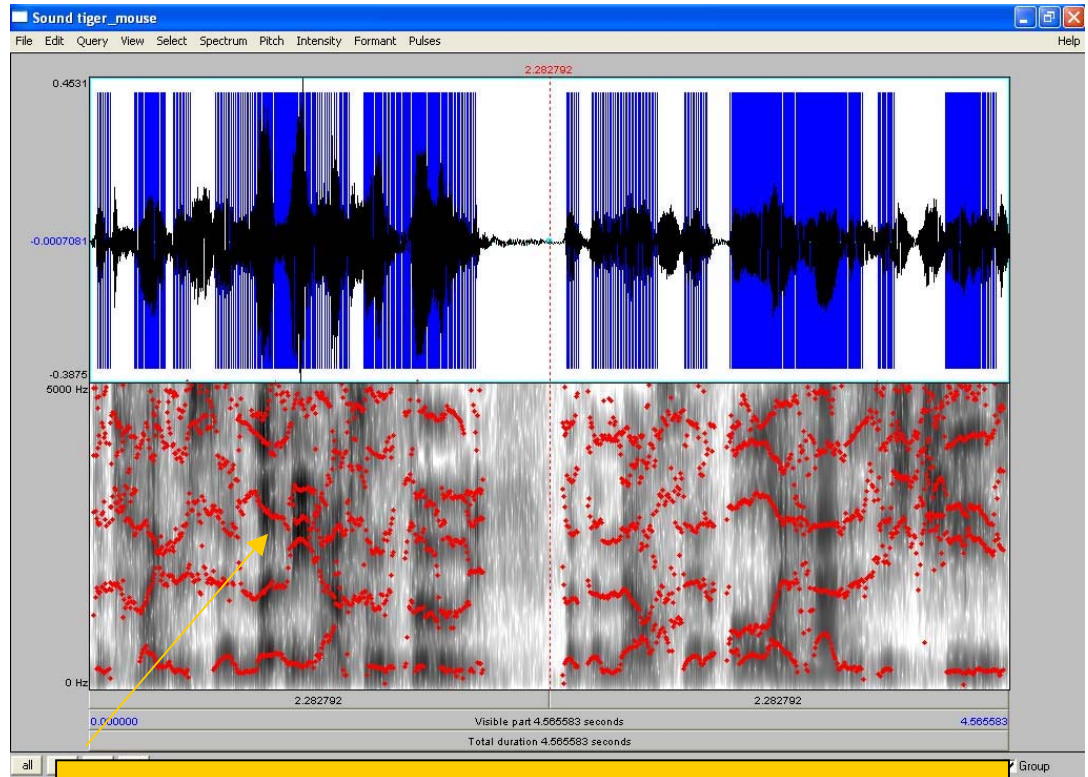 Sound tiger_mouse
File Edit Query View Select Spectrum Pitch Intensity Formant Pulses Help
2.282792
0.4531
-0.0007081
-0.3875
5000 Hz
0 Hz
2.282792 2.282792
0.000000 Visible part 4.565583 seconds 4.565583
Total duration 4.565583 seconds
all Group